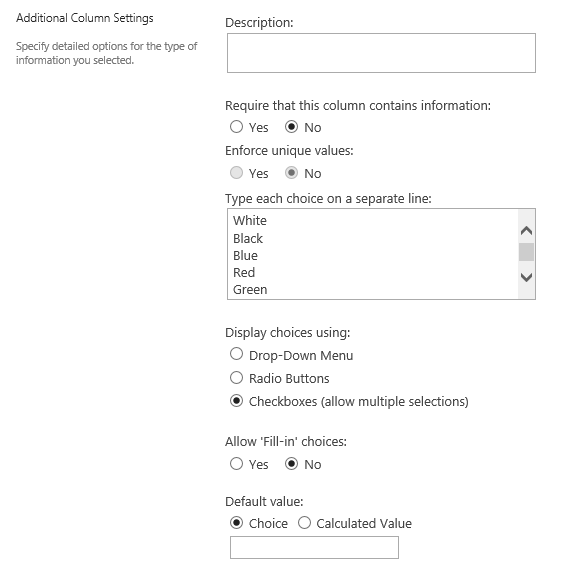 Additional Column Settings
Specify detailed options for the type of
information you selected.
Description:
Require that this column contains information:
Yes No
Enforce unique values:
Yes No
Type each choice on a separate line:
White
Black
Blue
Red
Green
Display choices using:
Drop-Down Menu
Radio Buttons
Checkboxes (allow multiple selections)
Allow 'Fill-in' choices:
Yes No
Default value:
Choice Calculated Value